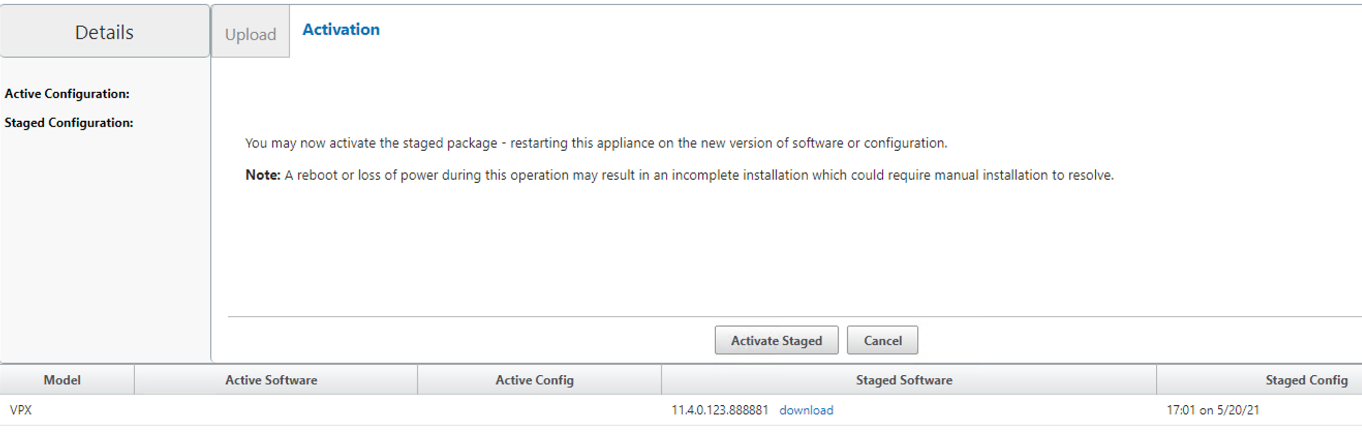 Details
Upload
Activation
Active Configuration:
Staged Configuration:
You may now activate the staged package - restarting this appliance on the new version of software or configuration.
Note: A reboot or loss of power during this operation may result in an incomplete installation which could require manual installation to resolve.
Activate Staged
Cancel
Model Active Software Active Config Staged Software Staged Config
VPX 11.4.0.123.888881 download 17:01 on 5/20/21